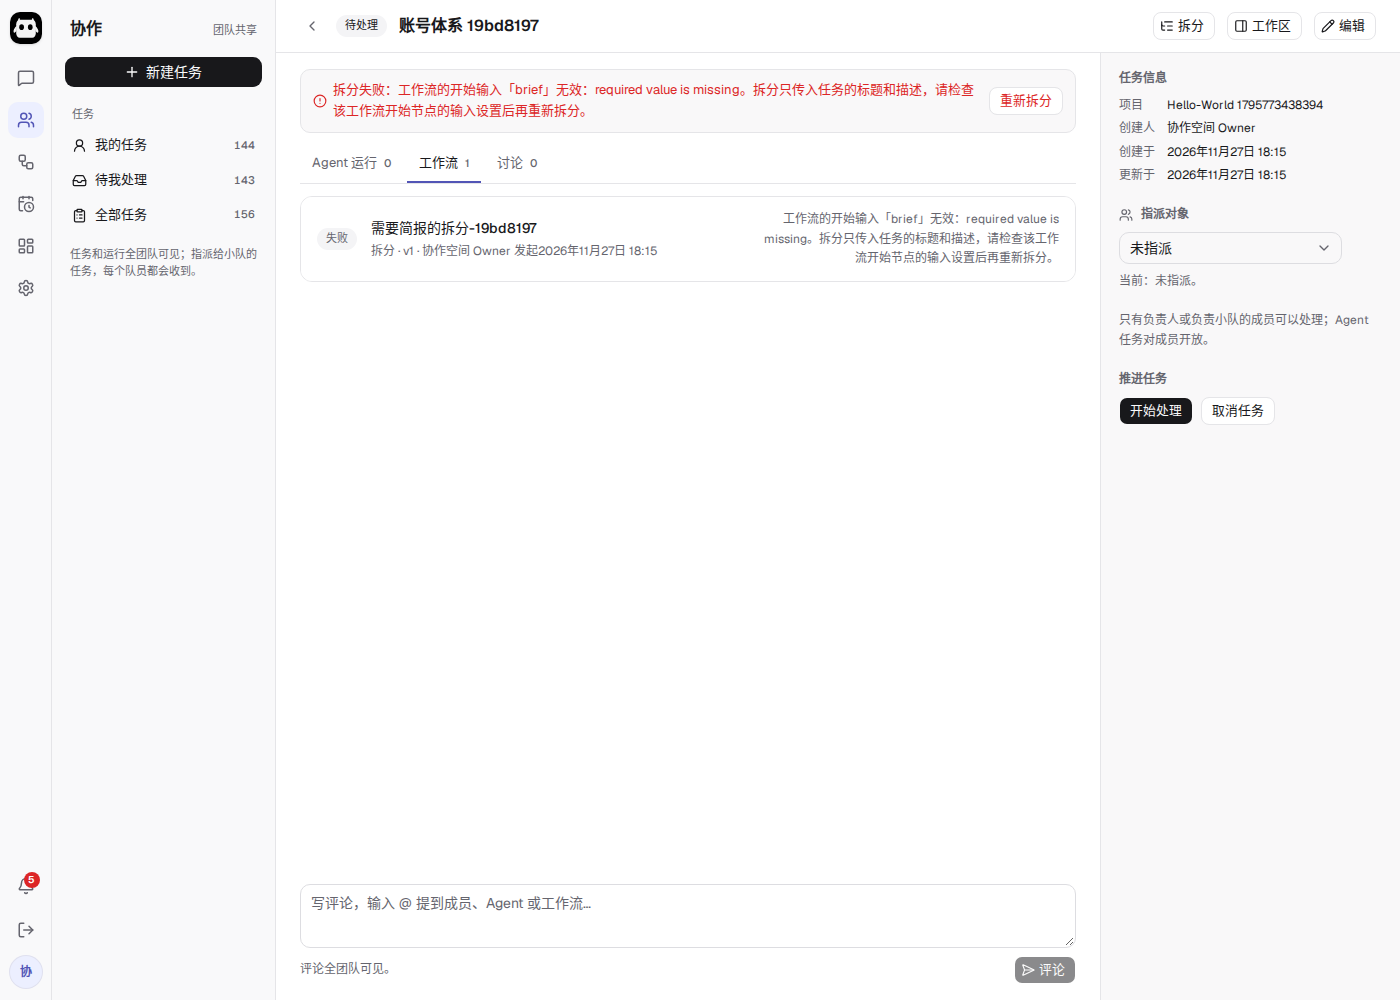 协作
团队共享
新建任务
任务
我的任务 144
待我处理 143
全部任务 156
任务和运行全团队可见；指派给小队的
任务，每个队员都会收到。
5
协
待处理 账号体系 19bd8197
拆分
工作区
编辑
拆分失败：工作流的开始输入「brief」无效：required value is missing。拆分只传入任务的标题和描述，请检查
该工作流开始节点的输入设置后再重新拆分。
重新拆分
Agent 运行 0
工作流 1
讨论 0
失败
需要简报的拆分-19bd8197
拆分 · v1 · 协作空间 Owner 发起2026年11月27日 18:15
工作流的开始输入「brief」无效：required value is
missing。拆分只传入任务的标题和描述，请检查该工作
流开始节点的输入设置后再重新拆分。
写评论，输入 @ 提到成员、Agent 或工作流...
评论全团队可见。
评论
任务信息
项目 Hello-World 1795773438394
创建人 协作空间 Owner
创建于 2026年11月27日 18:15
更新于 2026年11月27日 18:15
指派对象
未指派
当前：未指派。
只有负责人或负责小队的成员可以处理；Agent
任务对成员开放。
推进任务
开始处理
取消任务